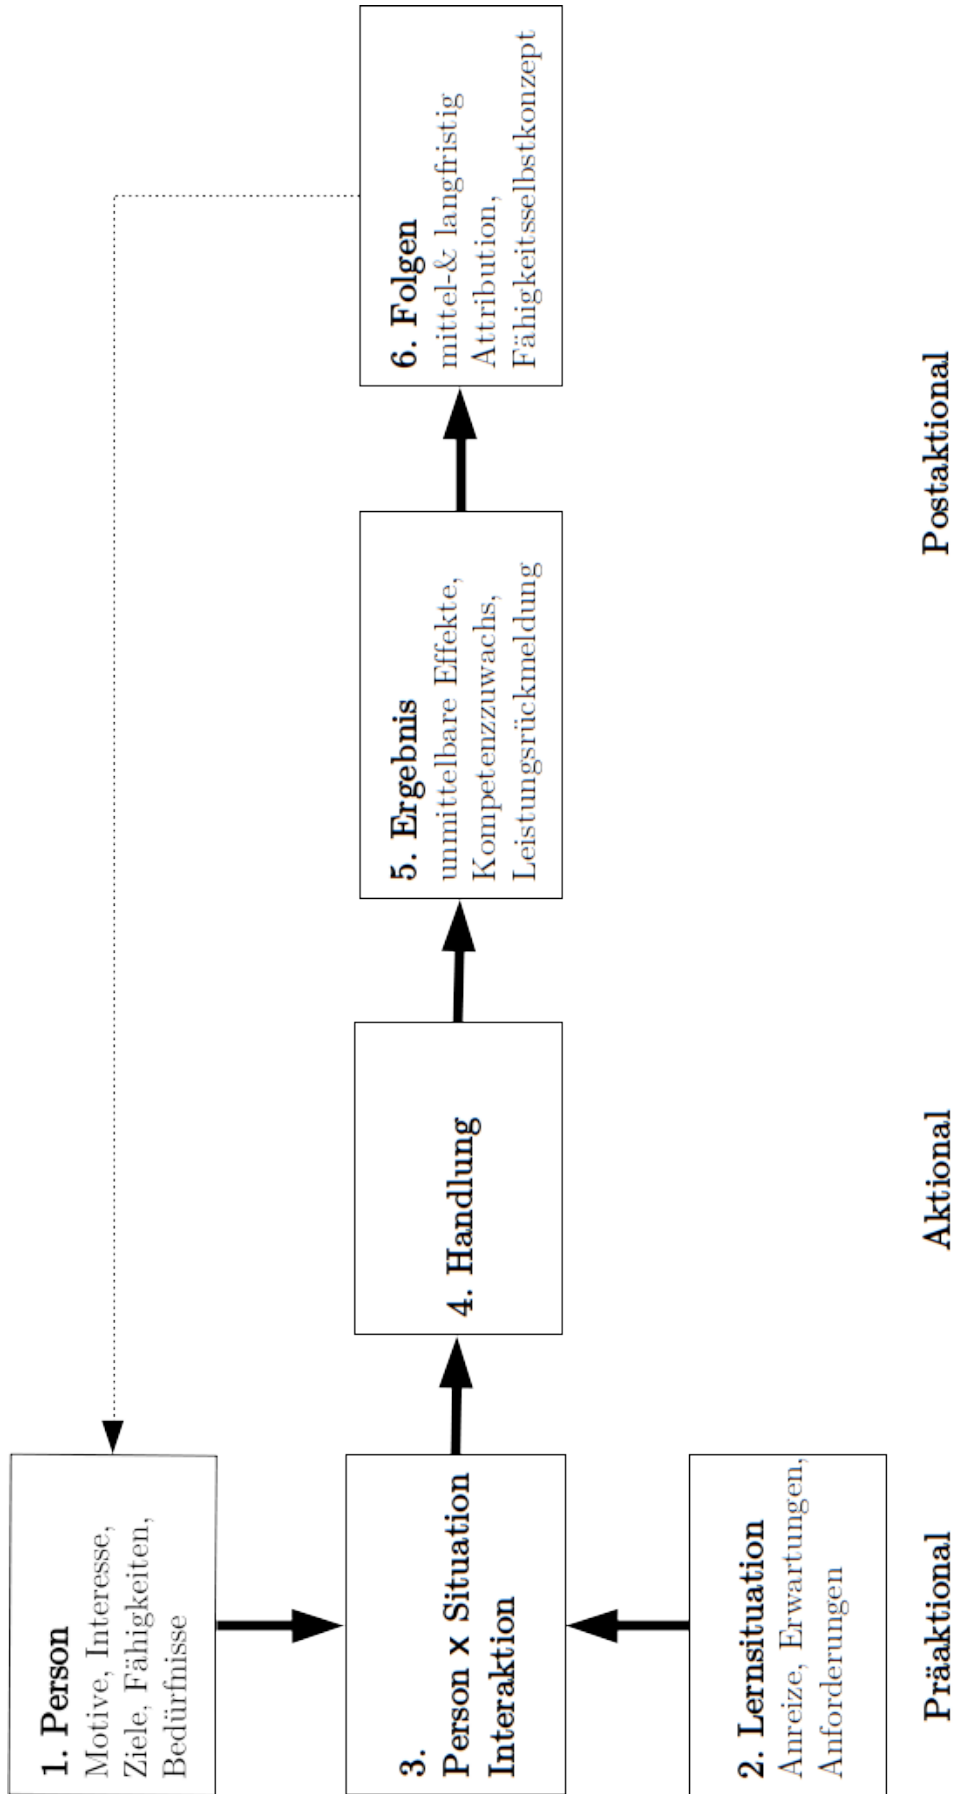 1. Person
Motive, Interesse,
Ziele, Fähigkeiten,
Bedürfnisse
3.
Person x Situation
Interaktion
2. Lernsituation
Anreize, Erwartungen,
Anforderungen
4. Handlung
5. Ergebnis
unmittelbare Effekte,
Kompetenzzuwachs,
Leistungsrückmeldung
6. Folgen
mittel-& langfristig
Attribution,
Fähigkeitsselbstkonzept
Präaktional
Aktional
Postaktional